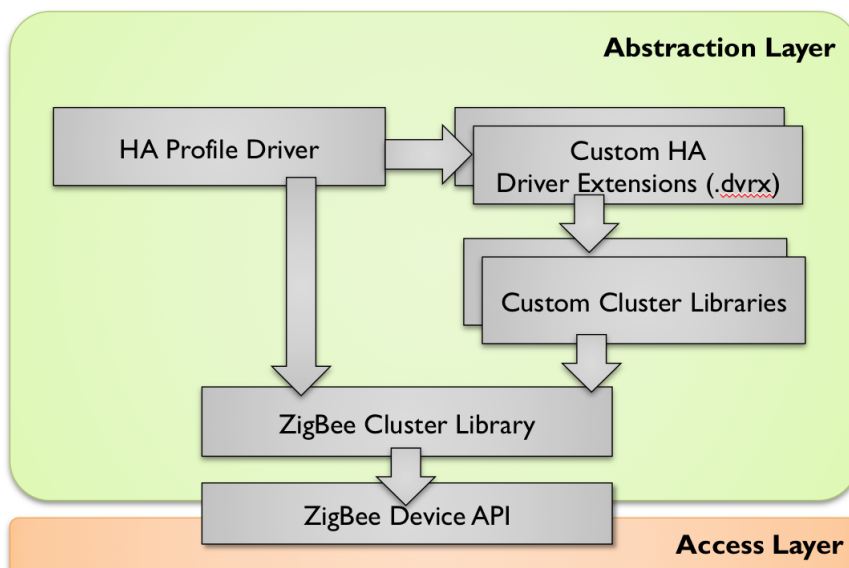 Abstraction Layer
HA Profile Driver
Custom HA
Driver Extensions (.dvrx)
Custom Cluster Libraries
ZigBee Cluster Library
ZigBee Device API
Access Layer